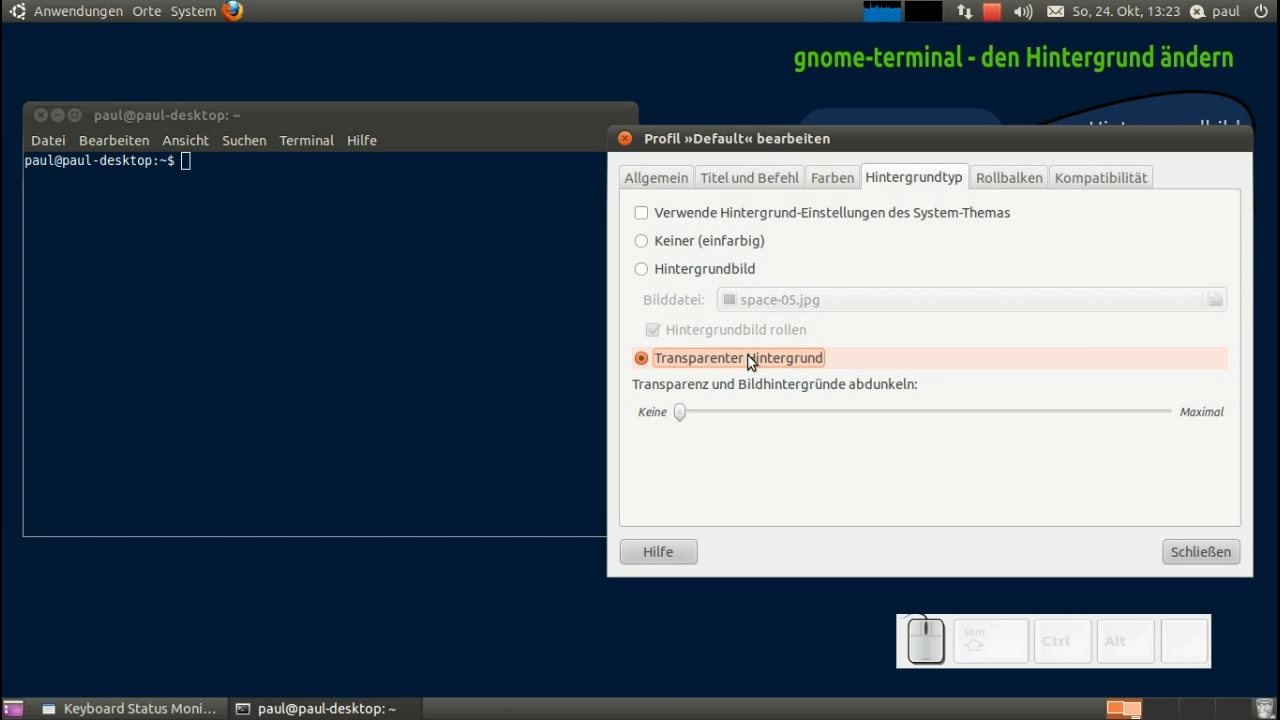 Anwendungen Orte System So, 24. Okt, 13:23 paul
gnome-terminal - den Hintergrund ändern
paul@paul-desktop: ~
Datei Bearbeiten Ansicht Suchen Terminal Hilfe
paul@paul-desktop:~$
Profil »Default« bearbeiten
Allgemein Titel und Befehl Farben Hintergrundtyp Rollbalken Kompatibilität
Verwende Hintergrund-Einstellungen des System-Themas
Keiner (einfarbig)
Hintergrundbild
Bilddatei: space-05.jpg
Hintergrundbild rollen
Transparenter Hintergrund
Transparenz und Bildhintergründe abdunkeln:
Keine Maximal
Hilfe Schließen
Shift Ctrl Alt
Keyboard Status Moni... paul@paul-desktop: ~